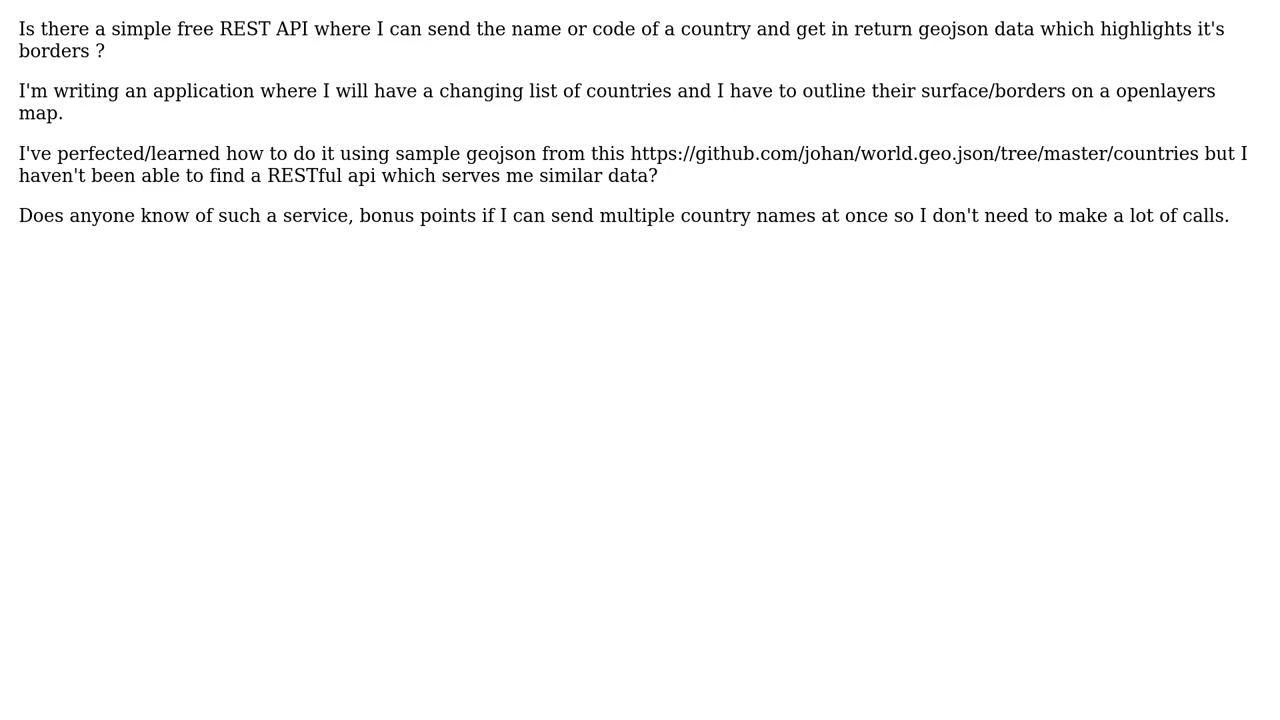 Is there a simple free REST API where I can send the name or code of a country and get in return geojson data which highlights it's
borders ?
I'm writing an application where I will have a changing list of countries and I have to outline their surface/borders on a openlayers
map.
I've perfected/learned how to do it using sample geojson from this https://github.com/johan/world.geo.json/tree/master/countries but I
haven't been able to find a RESTful api which serves me similar data?
Does anyone know of such a service, bonus points if I can send multiple country names at once so I don't need to make a lot of calls.